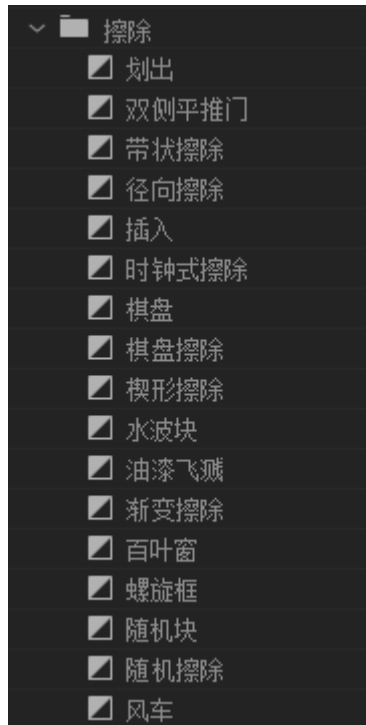 擦除
划出
双侧平推门
带状擦除
径向擦除
插入
时钟式擦除
棋盘
棋盘擦除
楔形擦除
水波块
油漆飞溅
渐变擦除
百叶窗
螺旋框
随机块
随机擦除
风车